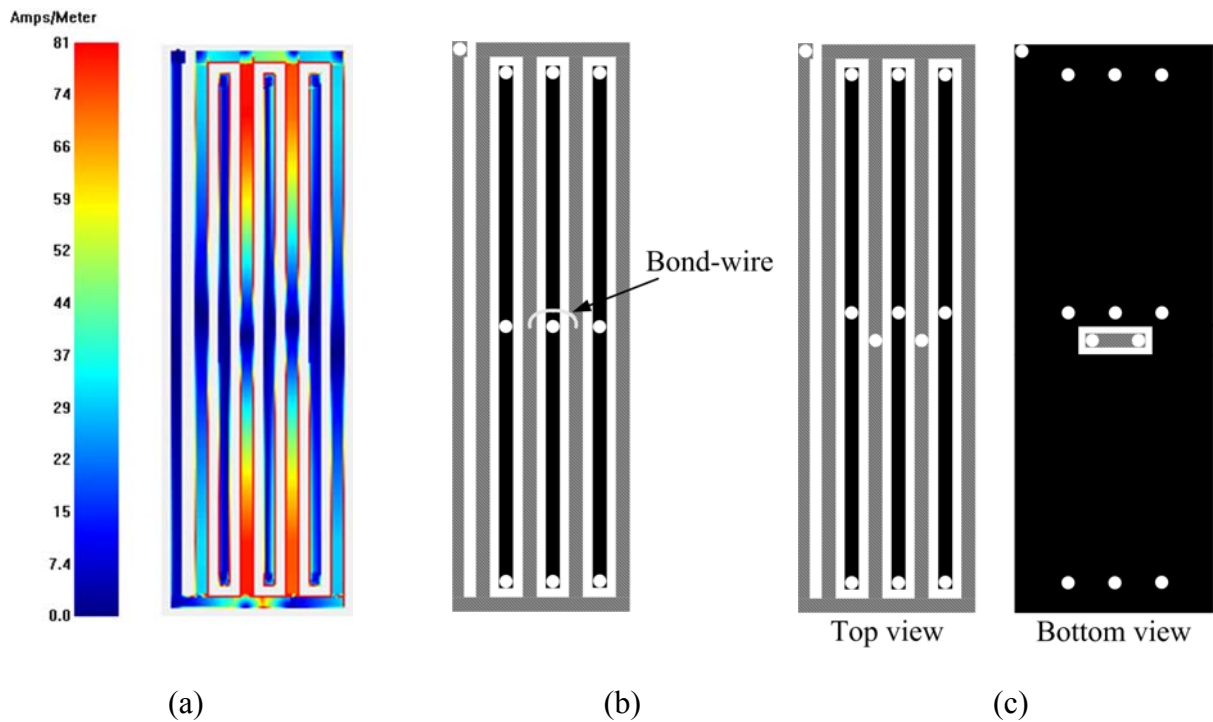 Amps/Meter
81
74
66
59
52
44
37
29
22
15
7.4
0.0
Bond-wire
Top view
Bottom view
(a)
(b)
(c)